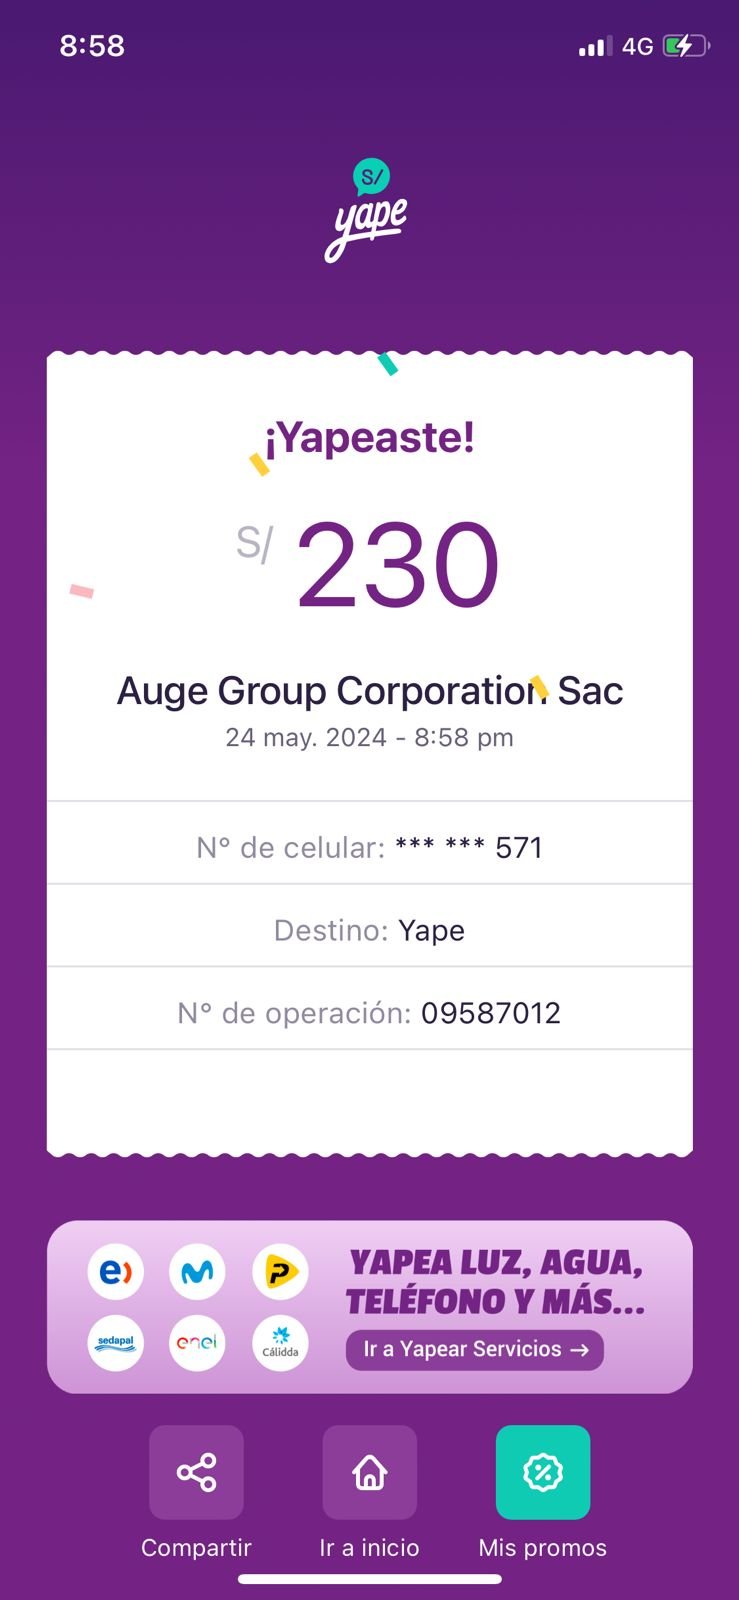 8:58
4G
S/
yape
¡Yapeaste!
S/ 230
Auge Group Corporation Sac
24 may. 2024 - 8:58 pm
N° de celular: *** *** 571
Destino: Yape
N° de operación: 09587012
e)
P
YAPEA LUZ, AGUA,
TELÉFONO Y MÁS...
sedapal
enel
Cálidda
Ir a Yapear Servicios →
Compartir
Ir a inicio
Mis promos